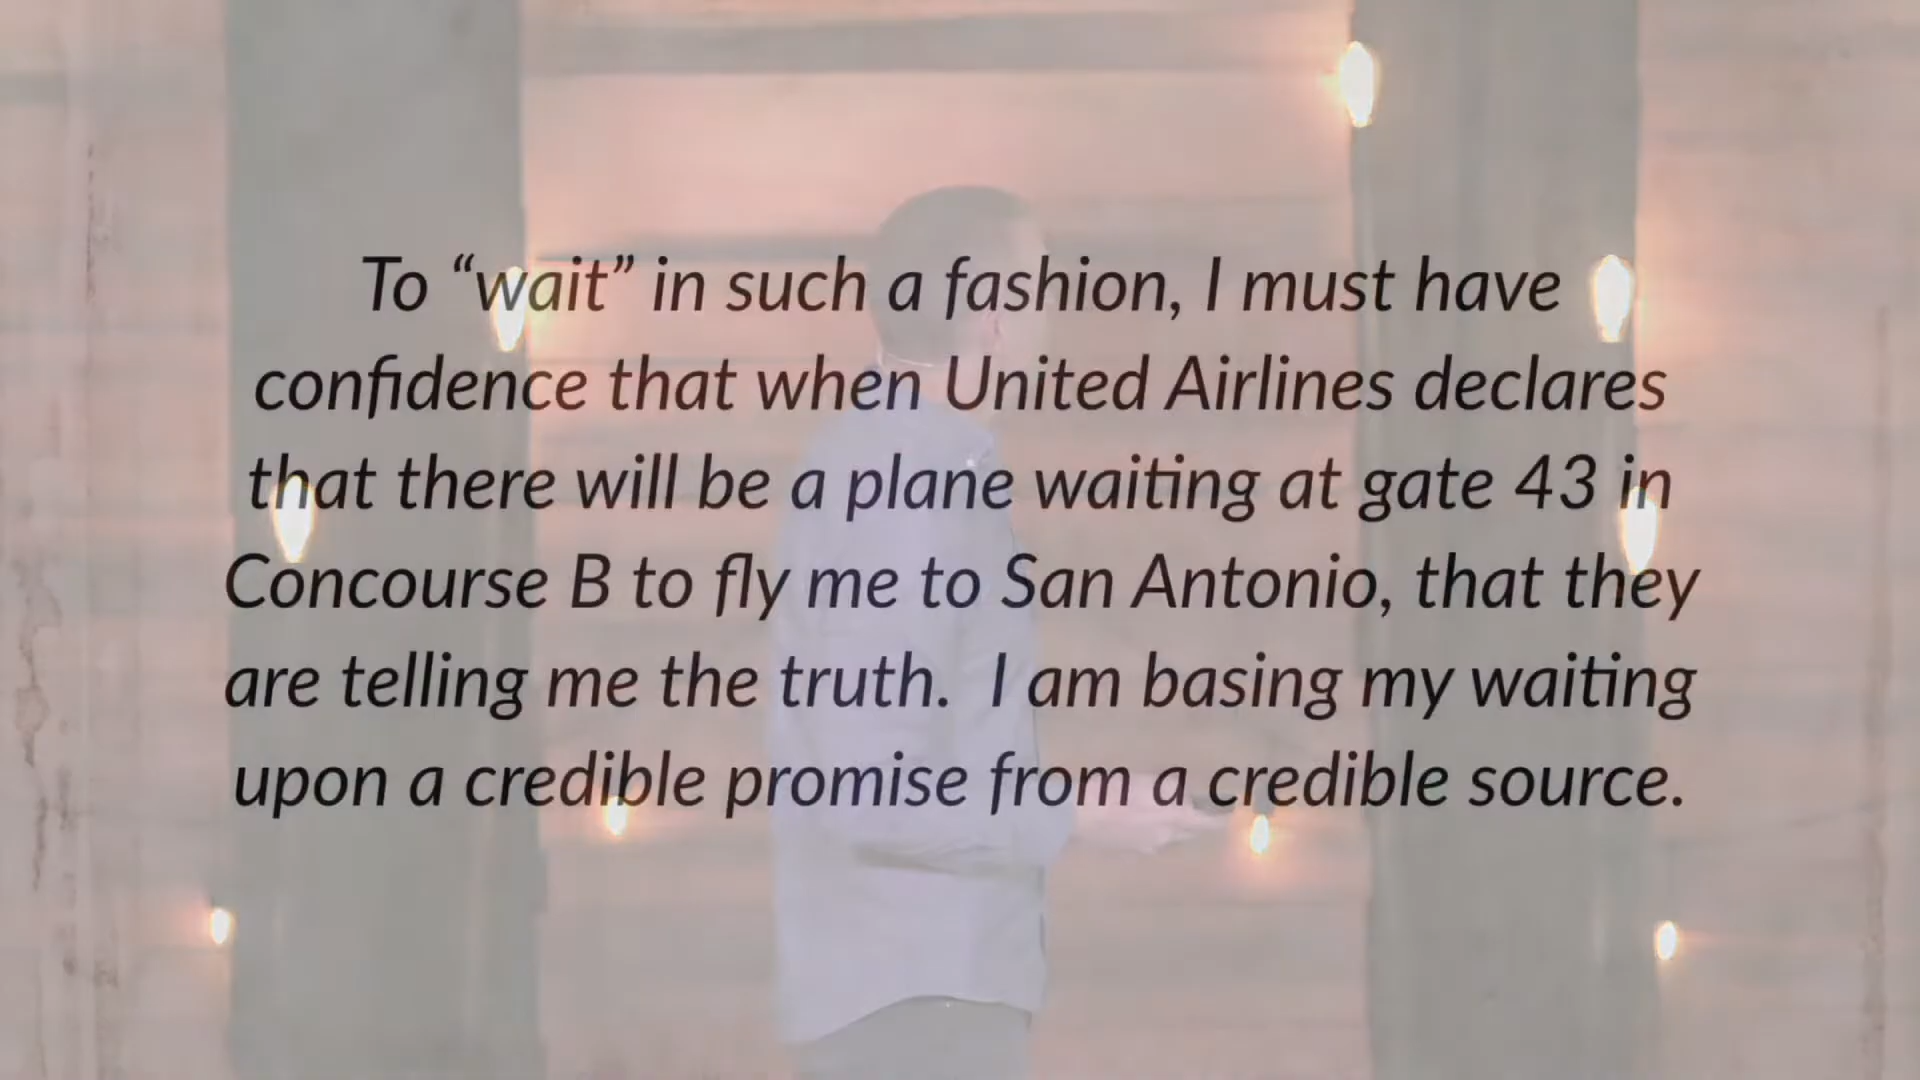 To “wait” in such a fashion, I must have
confidence that when United Airlines declares
that there will be a plane waiting at gate 43 in
Concourse B to fly me to San Antonio, that they
are telling me the truth.  I am basing my waiting
upon a credible promise from a credible source.